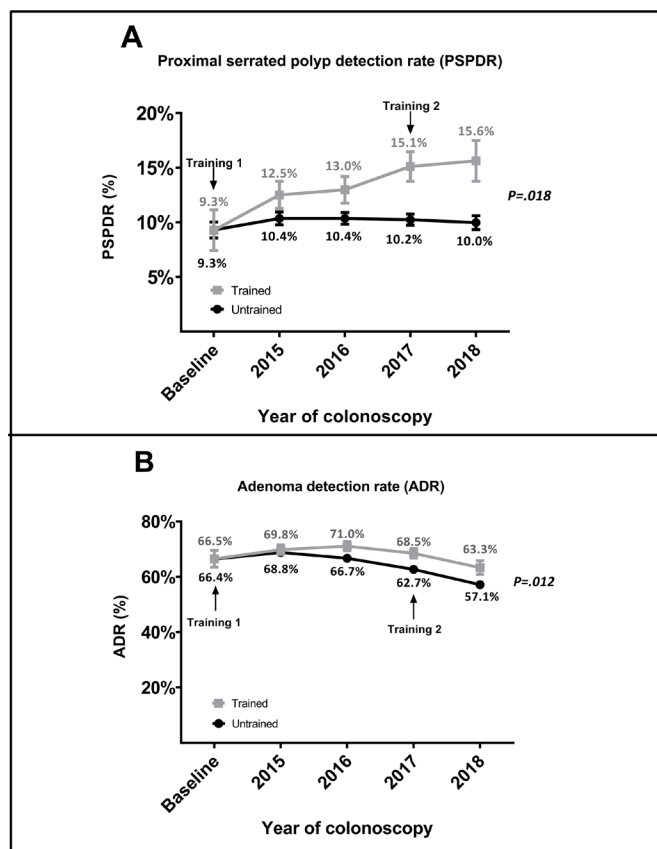 A
Proximal serrated polyp detection rate (PSPDR)
20%
15%
10%
5%
PSPDR (%)
Training 1
Training 2
9.3%
12.5%
13.0%
15.1%
15.6%
9.3%
10.4%
10.4%
10.2%
10.0%
P=.018
Trained
Untrained
Baseline
2015
2016
2017
2018
Year of colonoscopy
B
Adenoma detection rate (ADR)
80%
60%
40%
20%
ADR (%)
66.5%
69.8%
71.0%
68.5%
63.3%
66.4%
68.8%
66.7%
62.7%
57.1%
P=.012
Training 1
Training 2
Trained
Untrained
Baseline
2015
2016
2017
2018
Year of colonoscopy